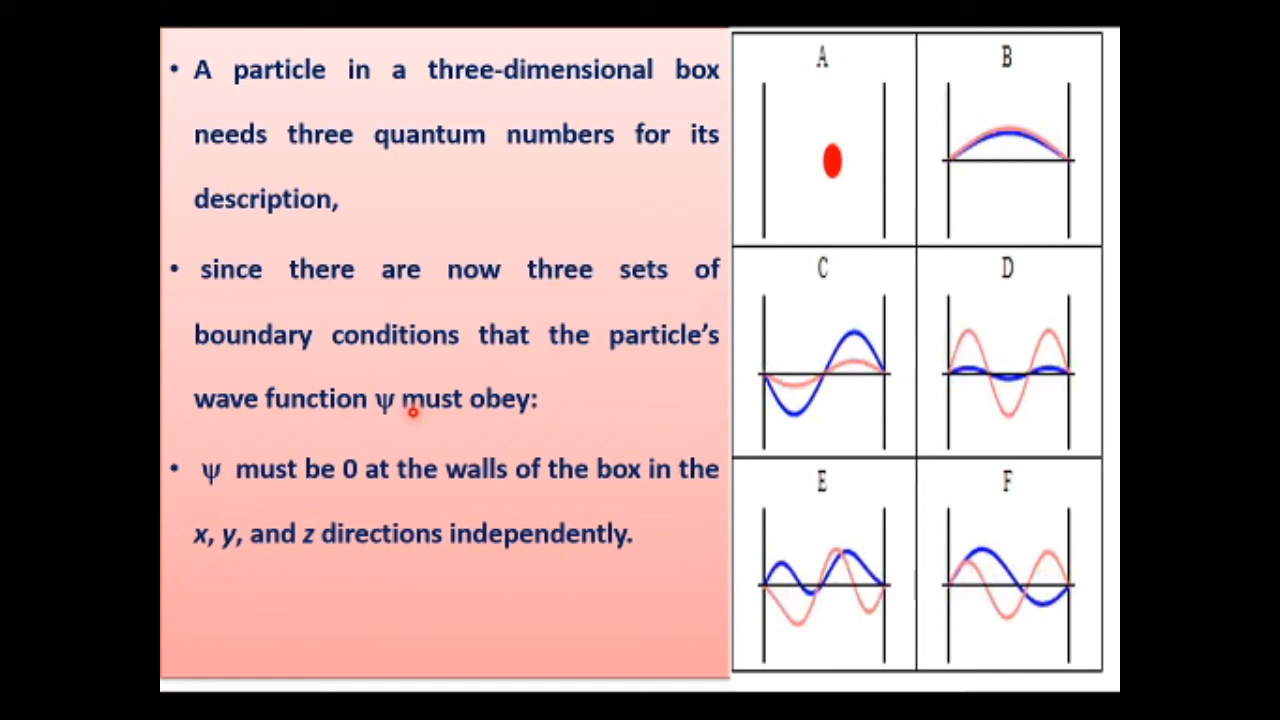 • A particle in a three-dimensional box
needs three quantum numbers for its
description,
• since there are now three sets of
boundary conditions that the particle’s
wave function ψ must obey:
• ψ must be 0 at the walls of the box in the
x, y, and z directions independently.
A
B
C
D
E
F